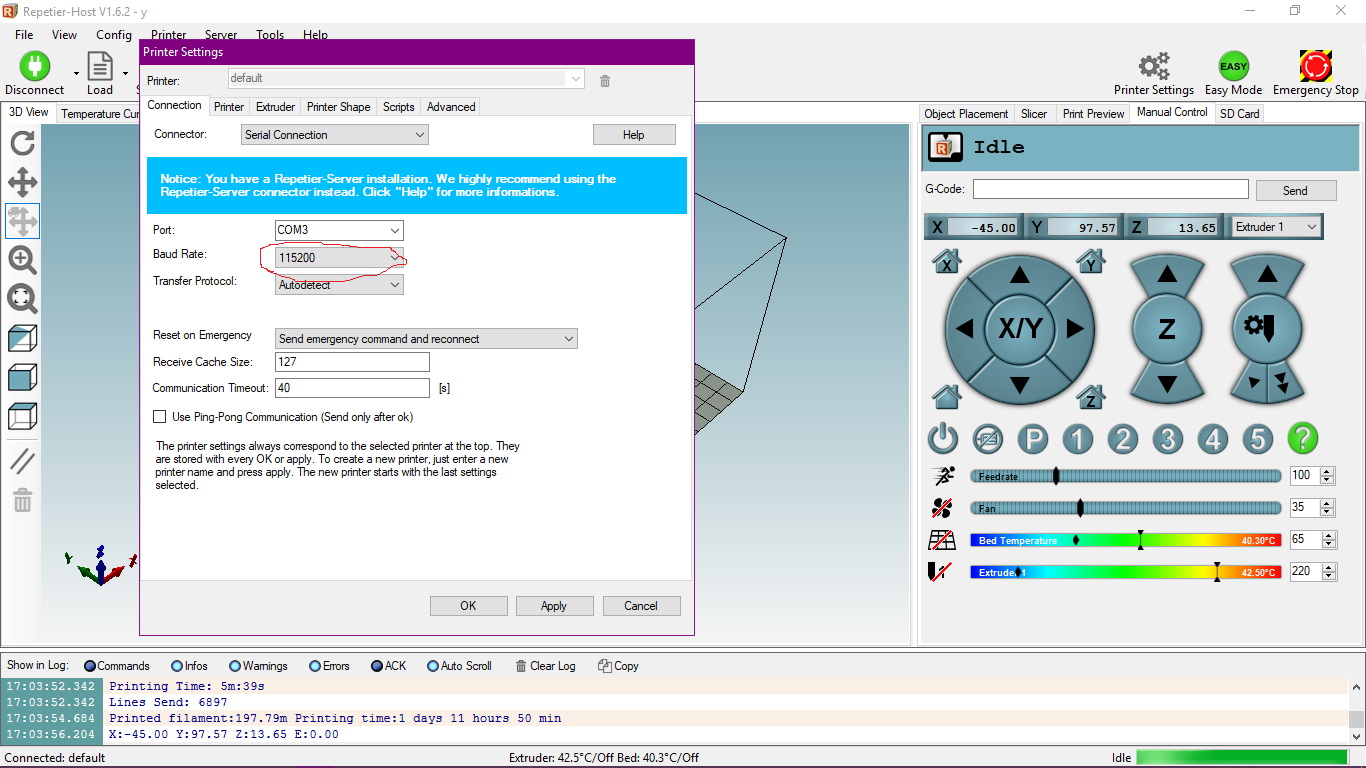 Repetier-Host V1.6.2 - y
File View Config Printer Server Tools Help
Disconnect Load
Printer Settings Easy Mode Emergency Stop
EASY
3D View Temperature Cur
Printer Settings
Printer: default
Connection Printer Extruder Printer Shape Scripts Advanced
Connector: Serial Connection Help
Notice: You have a Repetier-Server installation. We highly recommend using the
Repetier-Server connector instead. Click "Help" for more informations.
Port: COM3
Baud Rate: 115200
Transfer Protocol: Autodetect
Reset on Emergency Send emergency command and reconnect
Receive Cache Size: 127
Communication Timeout: 40 [s]
Use Ping-Pong Communication (Send only after ok)
The printer settings always correspond to the selected printer at the top. They
are stored with every OK or apply. To create a new printer, just enter a new
printer name and press apply. The new printer starts with the last settings
selected.
OK Apply Cancel
Y Z X
Object Placement Slicer Print Preview Manual Control SD Card
Idle
G-Code: Send
X -45.00 Y 97.57 Z 13.65 Extruder 1
X Y
X/Y Z
Z
P 1 2 3 4 5 ?
Feedrate 100
Fan 35
Bed Temperature 40.30°C 65
Extruder 1 42.50°C 220
Show in Log: Commands Infos Warnings Errors ACK Auto Scroll Clear Log Copy
17:03:52.342 Printing Time: 5m:39s
17:03:52.342 Lines Send: 6897
17:03:54.684 Printed filament:197.79m Printing time:1 days 11 hours 50 min
17:03:56.204 X:-45.00 Y:97.57 Z:13.65 E:0.00
Connected: default Extruder: 42.5°C/Off Bed: 40.3°C/Off Idle